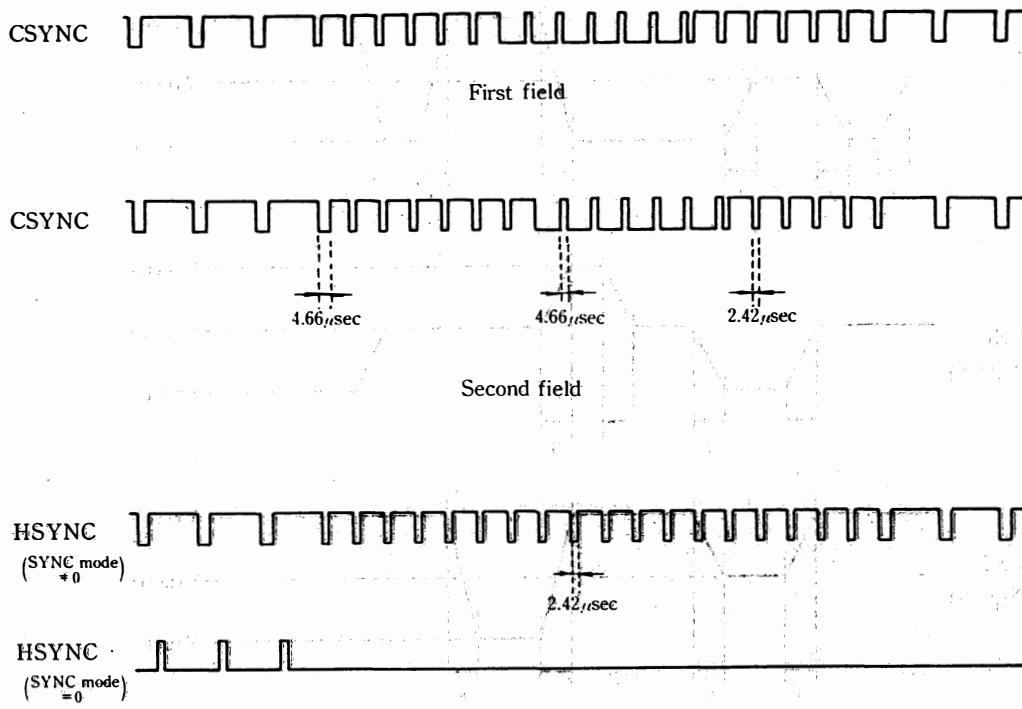 CSYNC
First field
CSYNC
4.66μsec
4.66μsec
2.42μsec
Second field
HSYNC
(SYNC mode)
≠0
2.42μsec
HSYNC
(SYNC mode)
=0